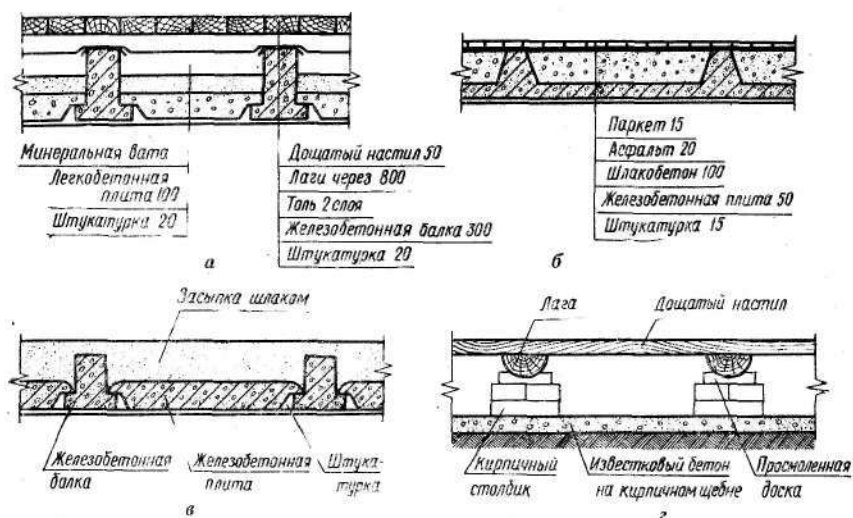 Минеральная вата
Легкобетонная
плита 100
Штукатурка 20
Дощатый настил 50
Лаги через 800
Толь 2 слоя
Железобетонная балка 300
Штукатурка 20
а
Паркет 15
Асфальт 20
Шлакобетон 100
Железобетонная плита 50
Штукатурка 15
б
Засыпка шлаком
Железобетонная
балка
Железобетонная
плита
Штука-
турка
в
Лага
Дощатый настил
Кирпичный
столбик
Известковый бетон
на кирпичном щебне
Просмоленная
доска
г